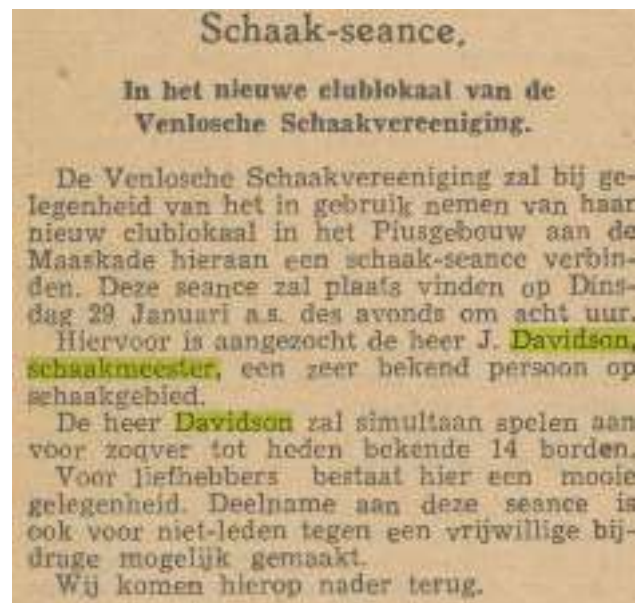 Schaak-seance.
In het nieuwe clublokaal van de
Venlosche Schaakvereeniging.
De Venlosche Schaakvereeniging zal bij ge-
legenheid van het in gebruik nemen van haar
nieuw clublokaal in het Piusgebouw aan de
Maaskade hieraan een schaak-seance verbin-
den. Deze seance zal plaats vinden op Dins-
dag 29 Januari a.s. des avonds om acht uur.
Hiervoor is aangezocht de heer J. Davidson,
schaakmeester, een zeer bekend persoon op
schaakgebied.
De heer Davidson zal simultaan spelen aan
voor zoover tot heden bekende 14 borden.
Voor liefhebbers bestaat hier een mooie
gelegenheid. Deelname aan deze seance is
ook voor niet-leden tegen een vrijwillige bij-
drage mogelijk gemaakt.
Wij komen hierop nader terug.